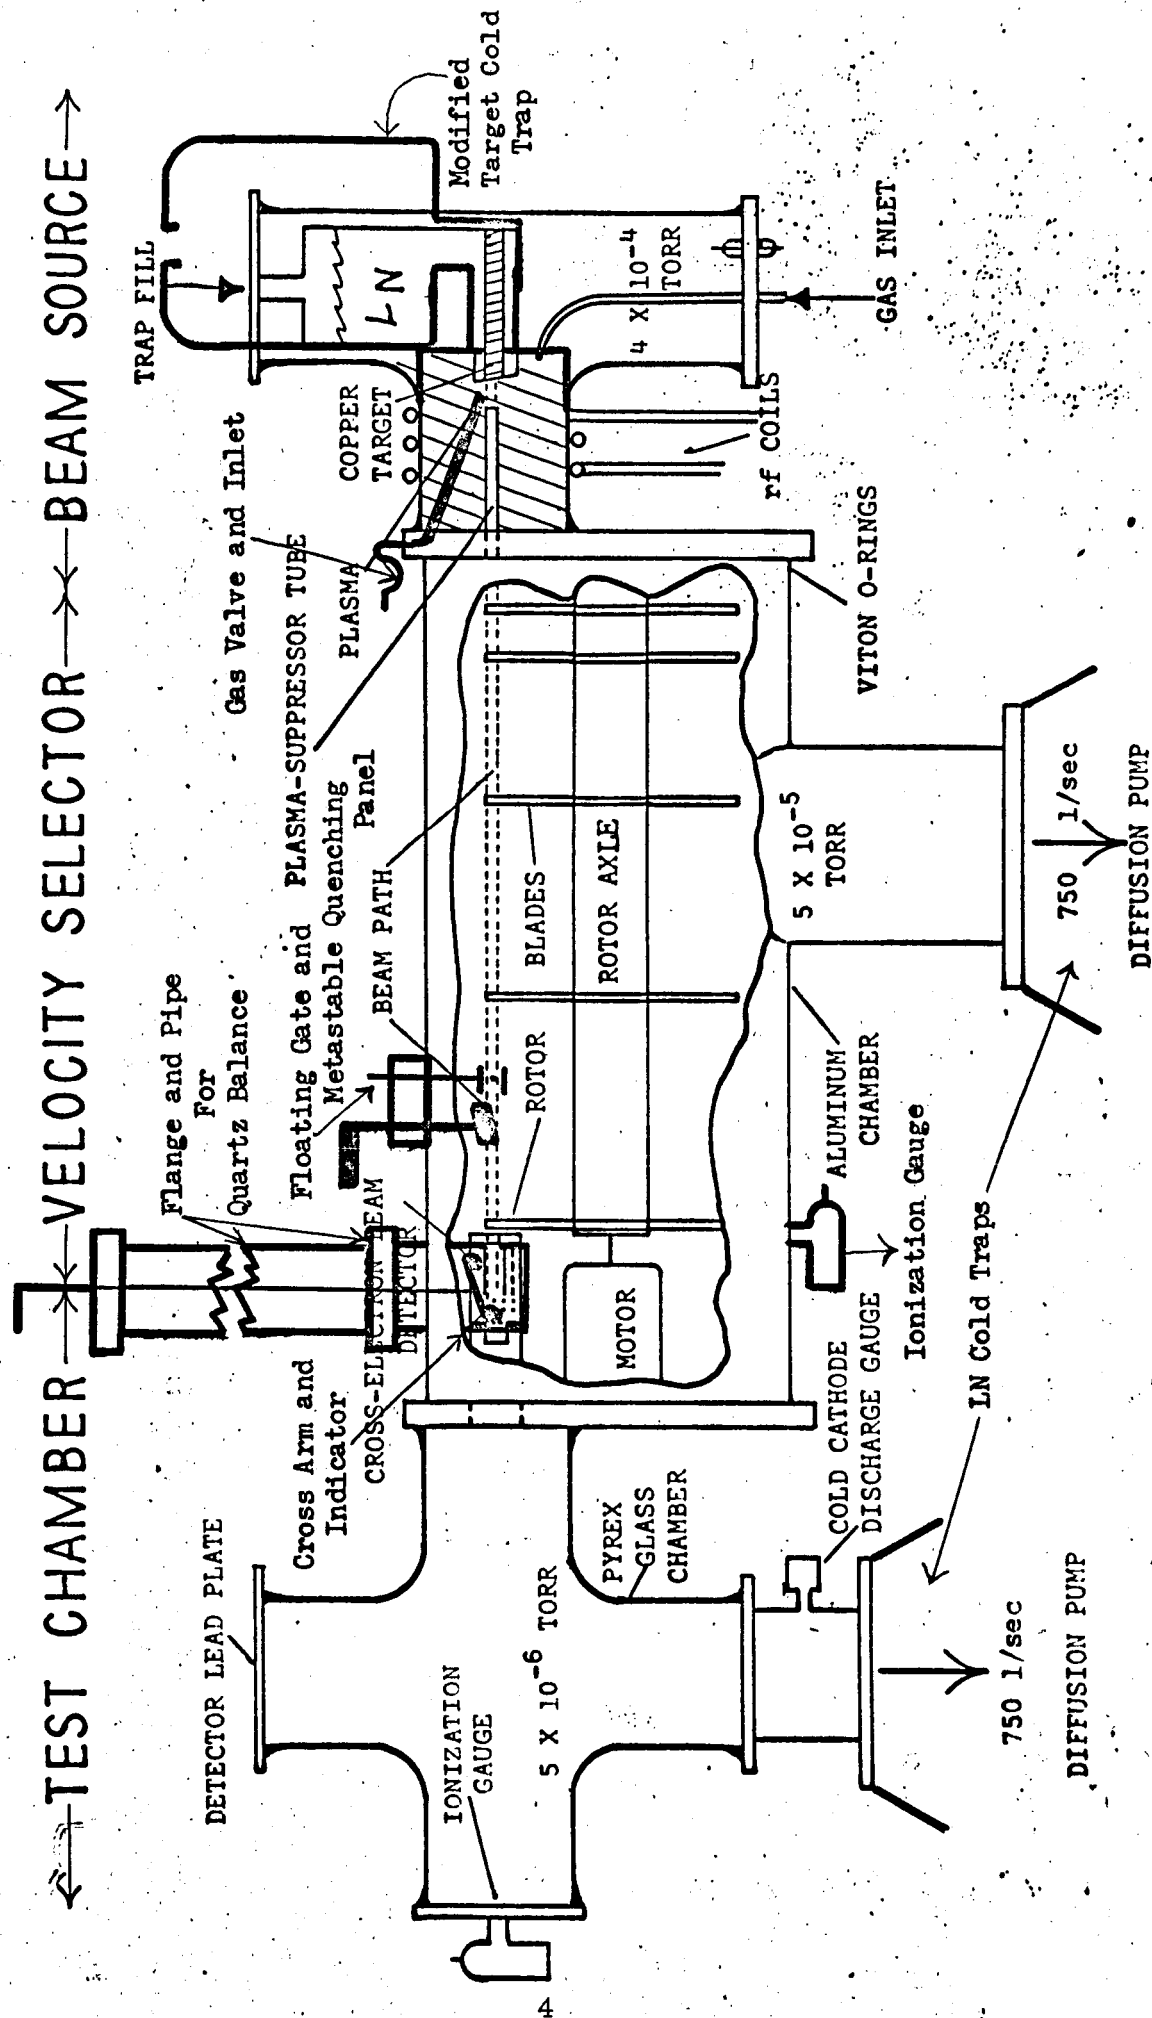 TEST CHAMBER
VELOCITY SELECTOR
BEAM SOURCE
TRAP FILL
Modified
Target Cold
Trap
Gas Valve and Inlet
Flange and Pipe
For
Quartz Balance
DETECTOR LEAD PLATE
Floating Gate and
Metastable Quenching
Panel
PLASMA-SUPPRESSOR TUBE
PLASMA
COPPER
TARGET
LN
Cross Arm and
Indicator
CROSS-ELECTRON BEAM
DETECTOR
BEAM PATH
IONIZATION
GAUGE
5 X 10-6 TORR
PYREX
GLASS
CHAMBER
MOTOR
ROTOR
BLADES
ROTOR AXLE
4 X 10-4
TORR
GAS INLET
rf COILS
VITON O-RINGS
5 X 10-5
TORR
ALUMINUM
CHAMBER
Ionization Gauge
COLD CATHODE
DISCHARGE GAUGE
LN Cold Traps
750 l/sec
DIFFUSION PUMP
750 l/sec
DIFFUSION PUMP
4